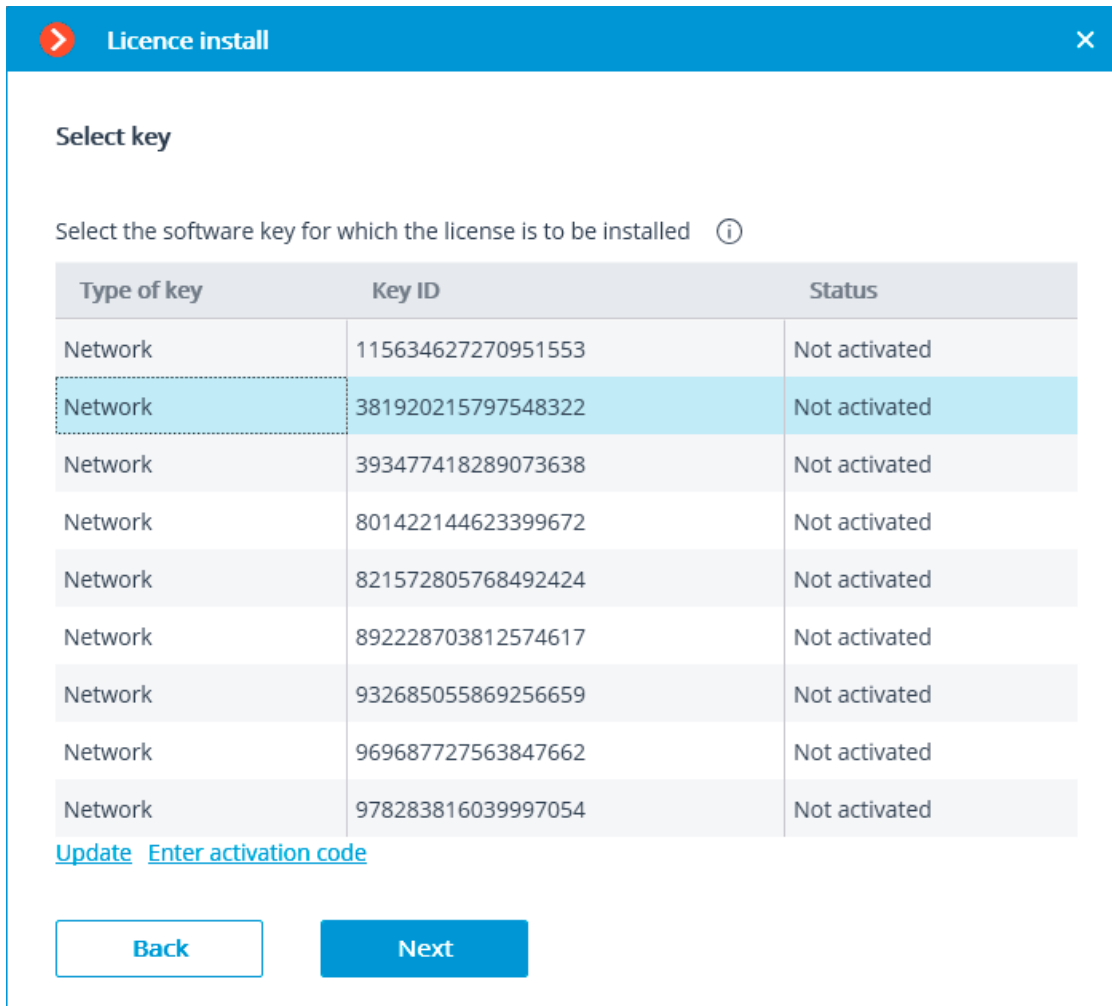 Licence install
Select key
Select the software key for which the license is to be installed
Type of key Key ID Status
Network 115634627270951553 Not activated
Network 381920215797548322 Not activated
Network 393477418289073638 Not activated
Network 801422144623399672 Not activated
Network 821572805768492424 Not activated
Network 892228703812574617 Not activated
Network 932685055869256659 Not activated
Network 969687727563847662 Not activated
Network 978283816039997054 Not activated
Update Enter activation code
Back Next